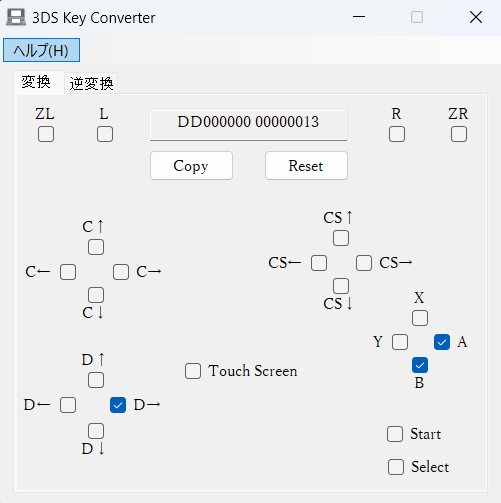 3DS Key Converter
ヘルプ(H)
変換 逆変換
ZL L DD000000 00000013 R ZR
Copy Reset
C↑ CS↑
C← C→ CS← CS→
C↓ CS↓
X
Y A
B
D↑
D← D→ Touch Screen
D↓
Start
Select